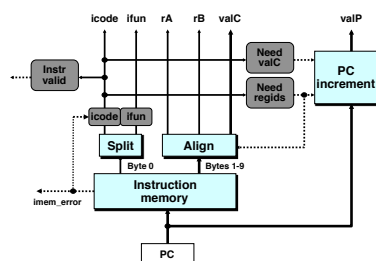 icode ifun rA rB valC valP
Need
valC
Instr
valid
PC
increment
Need
regids
icode ifun
Split
Align
Byte 0
Bytes 1-9
Instruction
memory
imem_error
PC